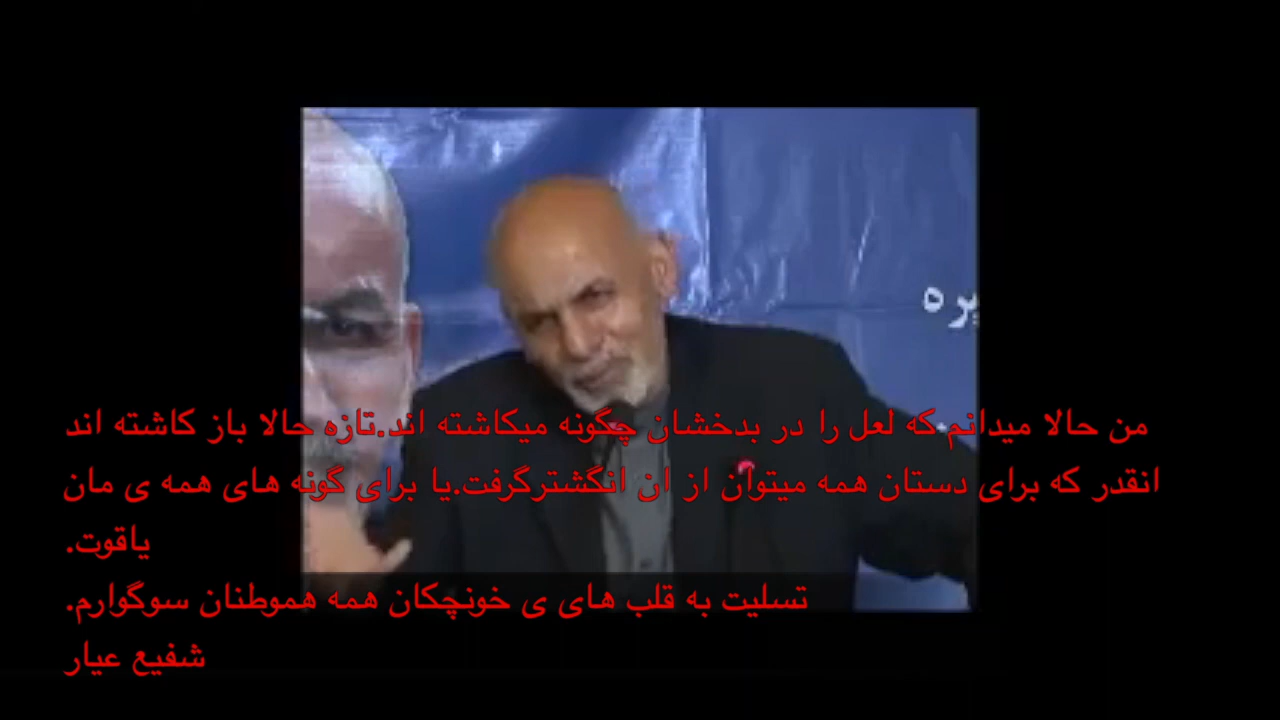 یره
من حالا میدانم.که لعل را در بدخشان چگونه میکاشته اند.تازه حالا باز کاشته اند
انقدر که برای دستان همه میتوان از ان انگشترگرفت.یا برای گونه های همه ی مان
یاقوت.
تسلیت به قلب های ی خونچکان همه هموطنان سوگوارم.
شفیع عیار